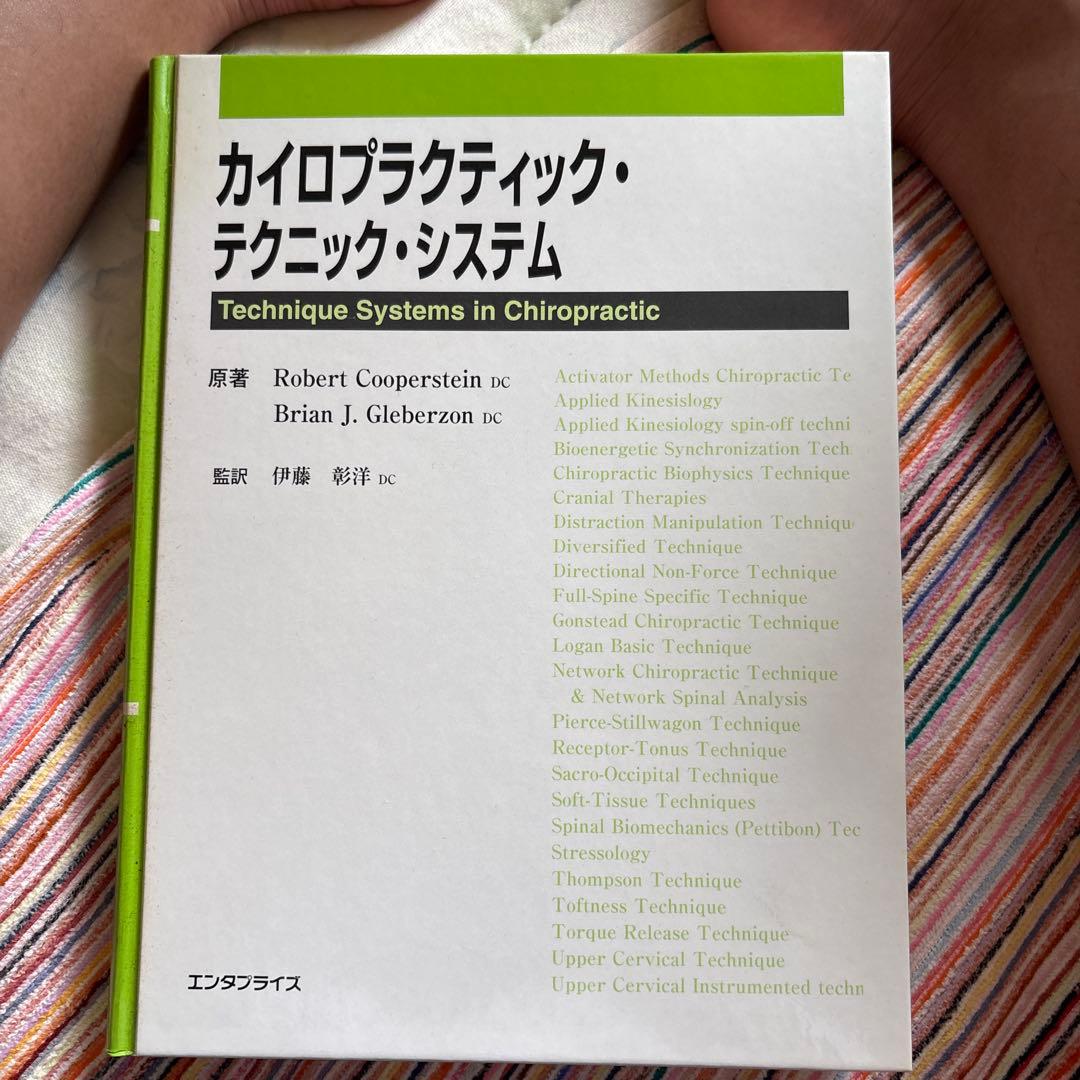 カイロプラクティック・
テクニック・システム
Technique Systems in Chiropractic
原著 Robert Cooperstein DC
Brian J. Gleberzon DC
監訳 伊藤 彰洋 DC
Activator Methods Chiropractic Te
Applied Kinesislogy
Applied Kinesiology spin-off techni
Bioenergetic Synchronization Tech
Chiropractic Biophysics Technique
Cranial Therapies
Distraction Manipulation Techniqu
Diversified Technique
Directional Non-Force Technique
Full-Spine Specific Technique
Gonstead Chiropractic Technique
Logan Basic Technique
Network Chiropractic Technique
& Network Spinal Analysis
Pierce-Stillwagon Technique
Receptor-Tonus Technique
Sacro-Occipital Technique
Soft-Tissue Techniques
Spinal Biomechanics (Pettibon) Tec
Stressology
Thompson Technique
Toftness Technique
Torque Release Technique
Upper Cervical Technique
Upper Cervical Instrumented techn
エンタプライズ